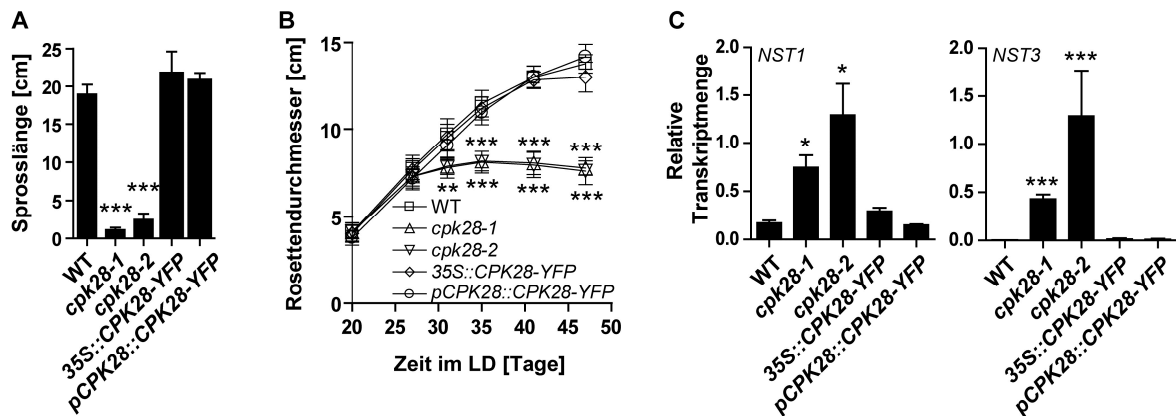 A
Sprosslänge [cm]
25
20
15
10
5
0
WT
cpk28-1
cpk28-2
35S::CPK28-YFP
pCPK28::CPK28-YFP
***
***
B
Rosettendurchmesser [cm]
15
10
5
0
20 25 30 35 40 45 50
Zeit im LD [Tage]
*** *** ***
** *** *** ***
WT
cpk28-1
cpk28-2
35S::CPK28-YFP
pCPK28::CPK28-YFP
C
Relative
Transkriptmenge
2.0
1.5
1.0
0.5
0.0
NST1
*
*
WT
cpk28-1
cpk28-2
35S::CPK28-YFP
pCPK28::CPK28-YFP
2.0
1.5
1.0
0.5
0.0
NST3
***
***
WT
cpk28-1
cpk28-2
35S::CPK28-YFP
pCPK28::CPK28-YFP